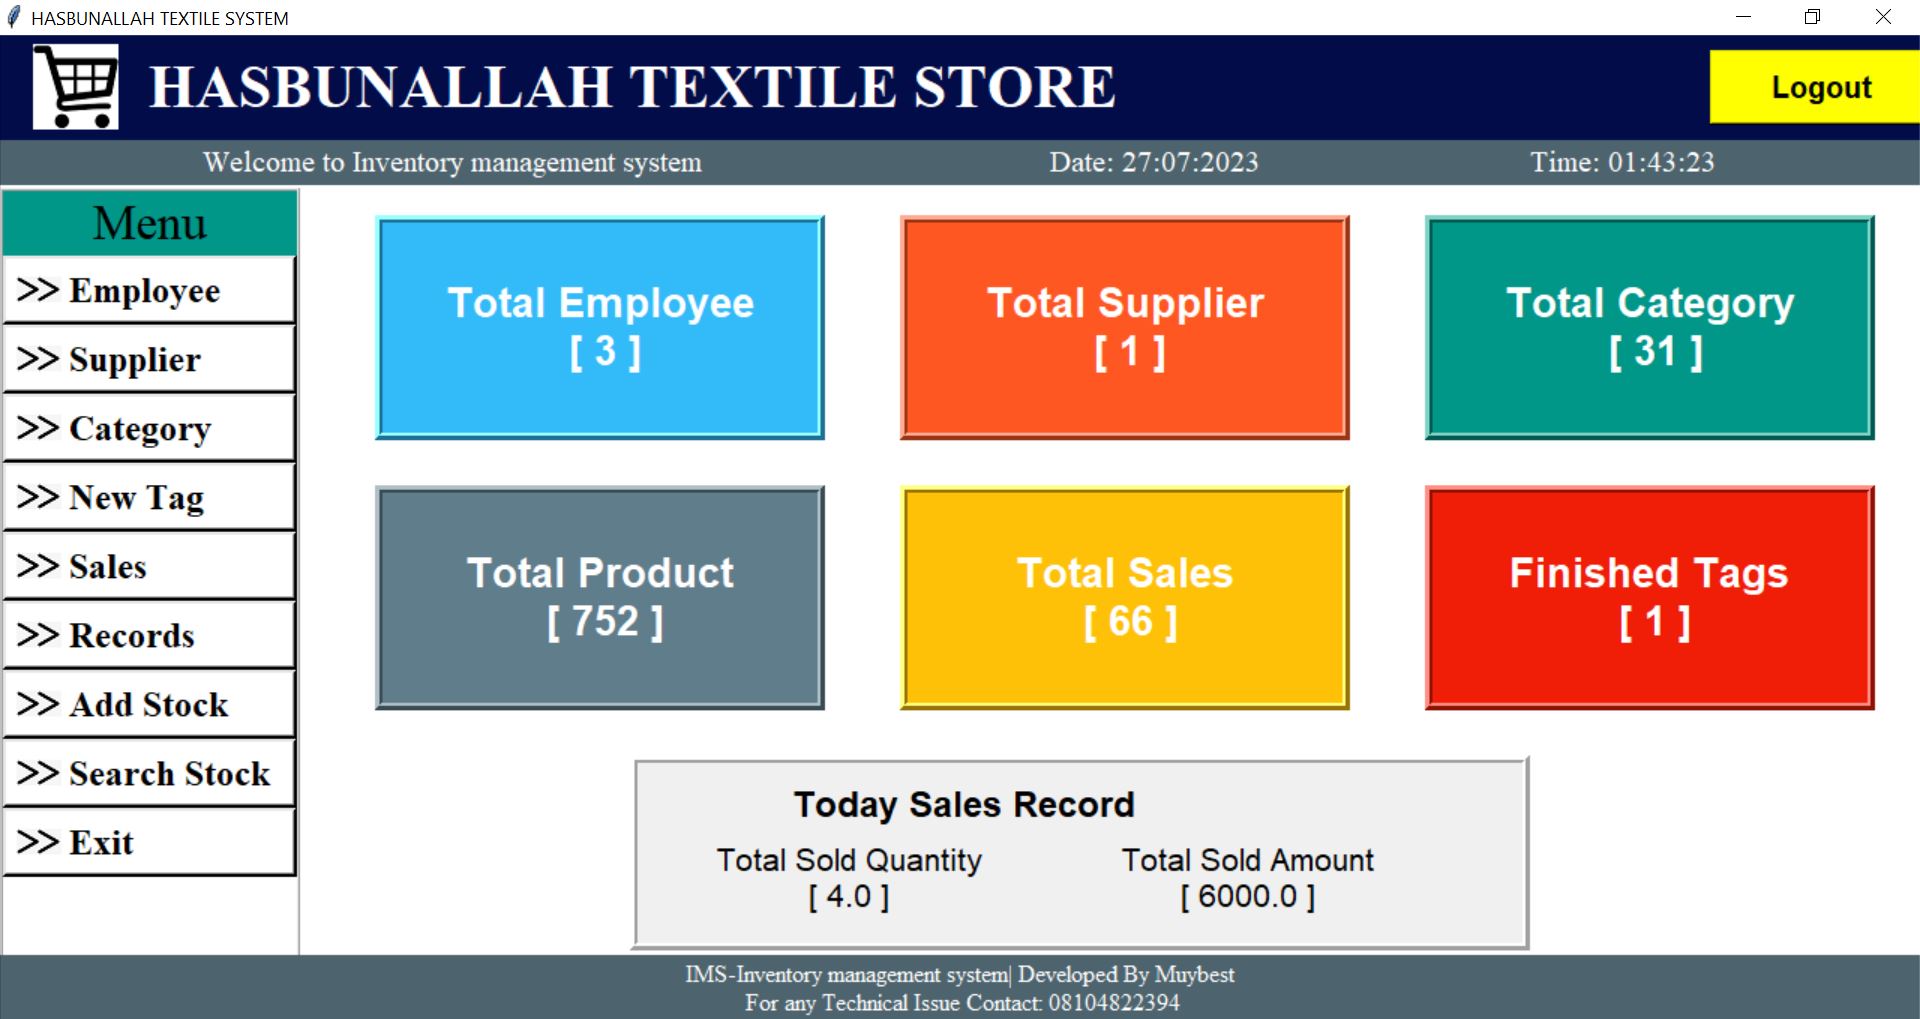 HASBUNALLAH TEXTILE SYSTEM
HASBUNALLAH TEXTILE STORE
Logout
Welcome to Inventory management system
Date: 27:07:2023
Time: 01:43:23
Menu
>> Employee
>> Supplier
>> Category
>> New Tag
>> Sales
>> Records
>> Add Stock
>> Search Stock
>> Exit
Total Employee
[ 3 ]
Total Supplier
[ 1 ]
Total Category
[ 31 ]
Total Product
[ 752 ]
Total Sales
[ 66 ]
Finished Tags
[ 1 ]
Today Sales Record
Total Sold Quantity
[ 4.0 ]
Total Sold Amount
[ 6000.0 ]
IMS-Inventory management system| Developed By Muybest
For any Technical Issue Contact: 08104822394